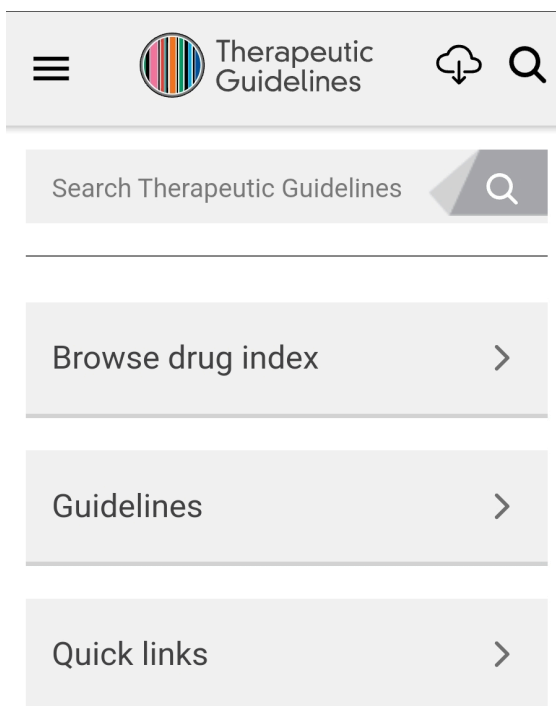 Therapeutic
Guidelines
Search Therapeutic Guidelines
Browse drug index
Guidelines
Quick links